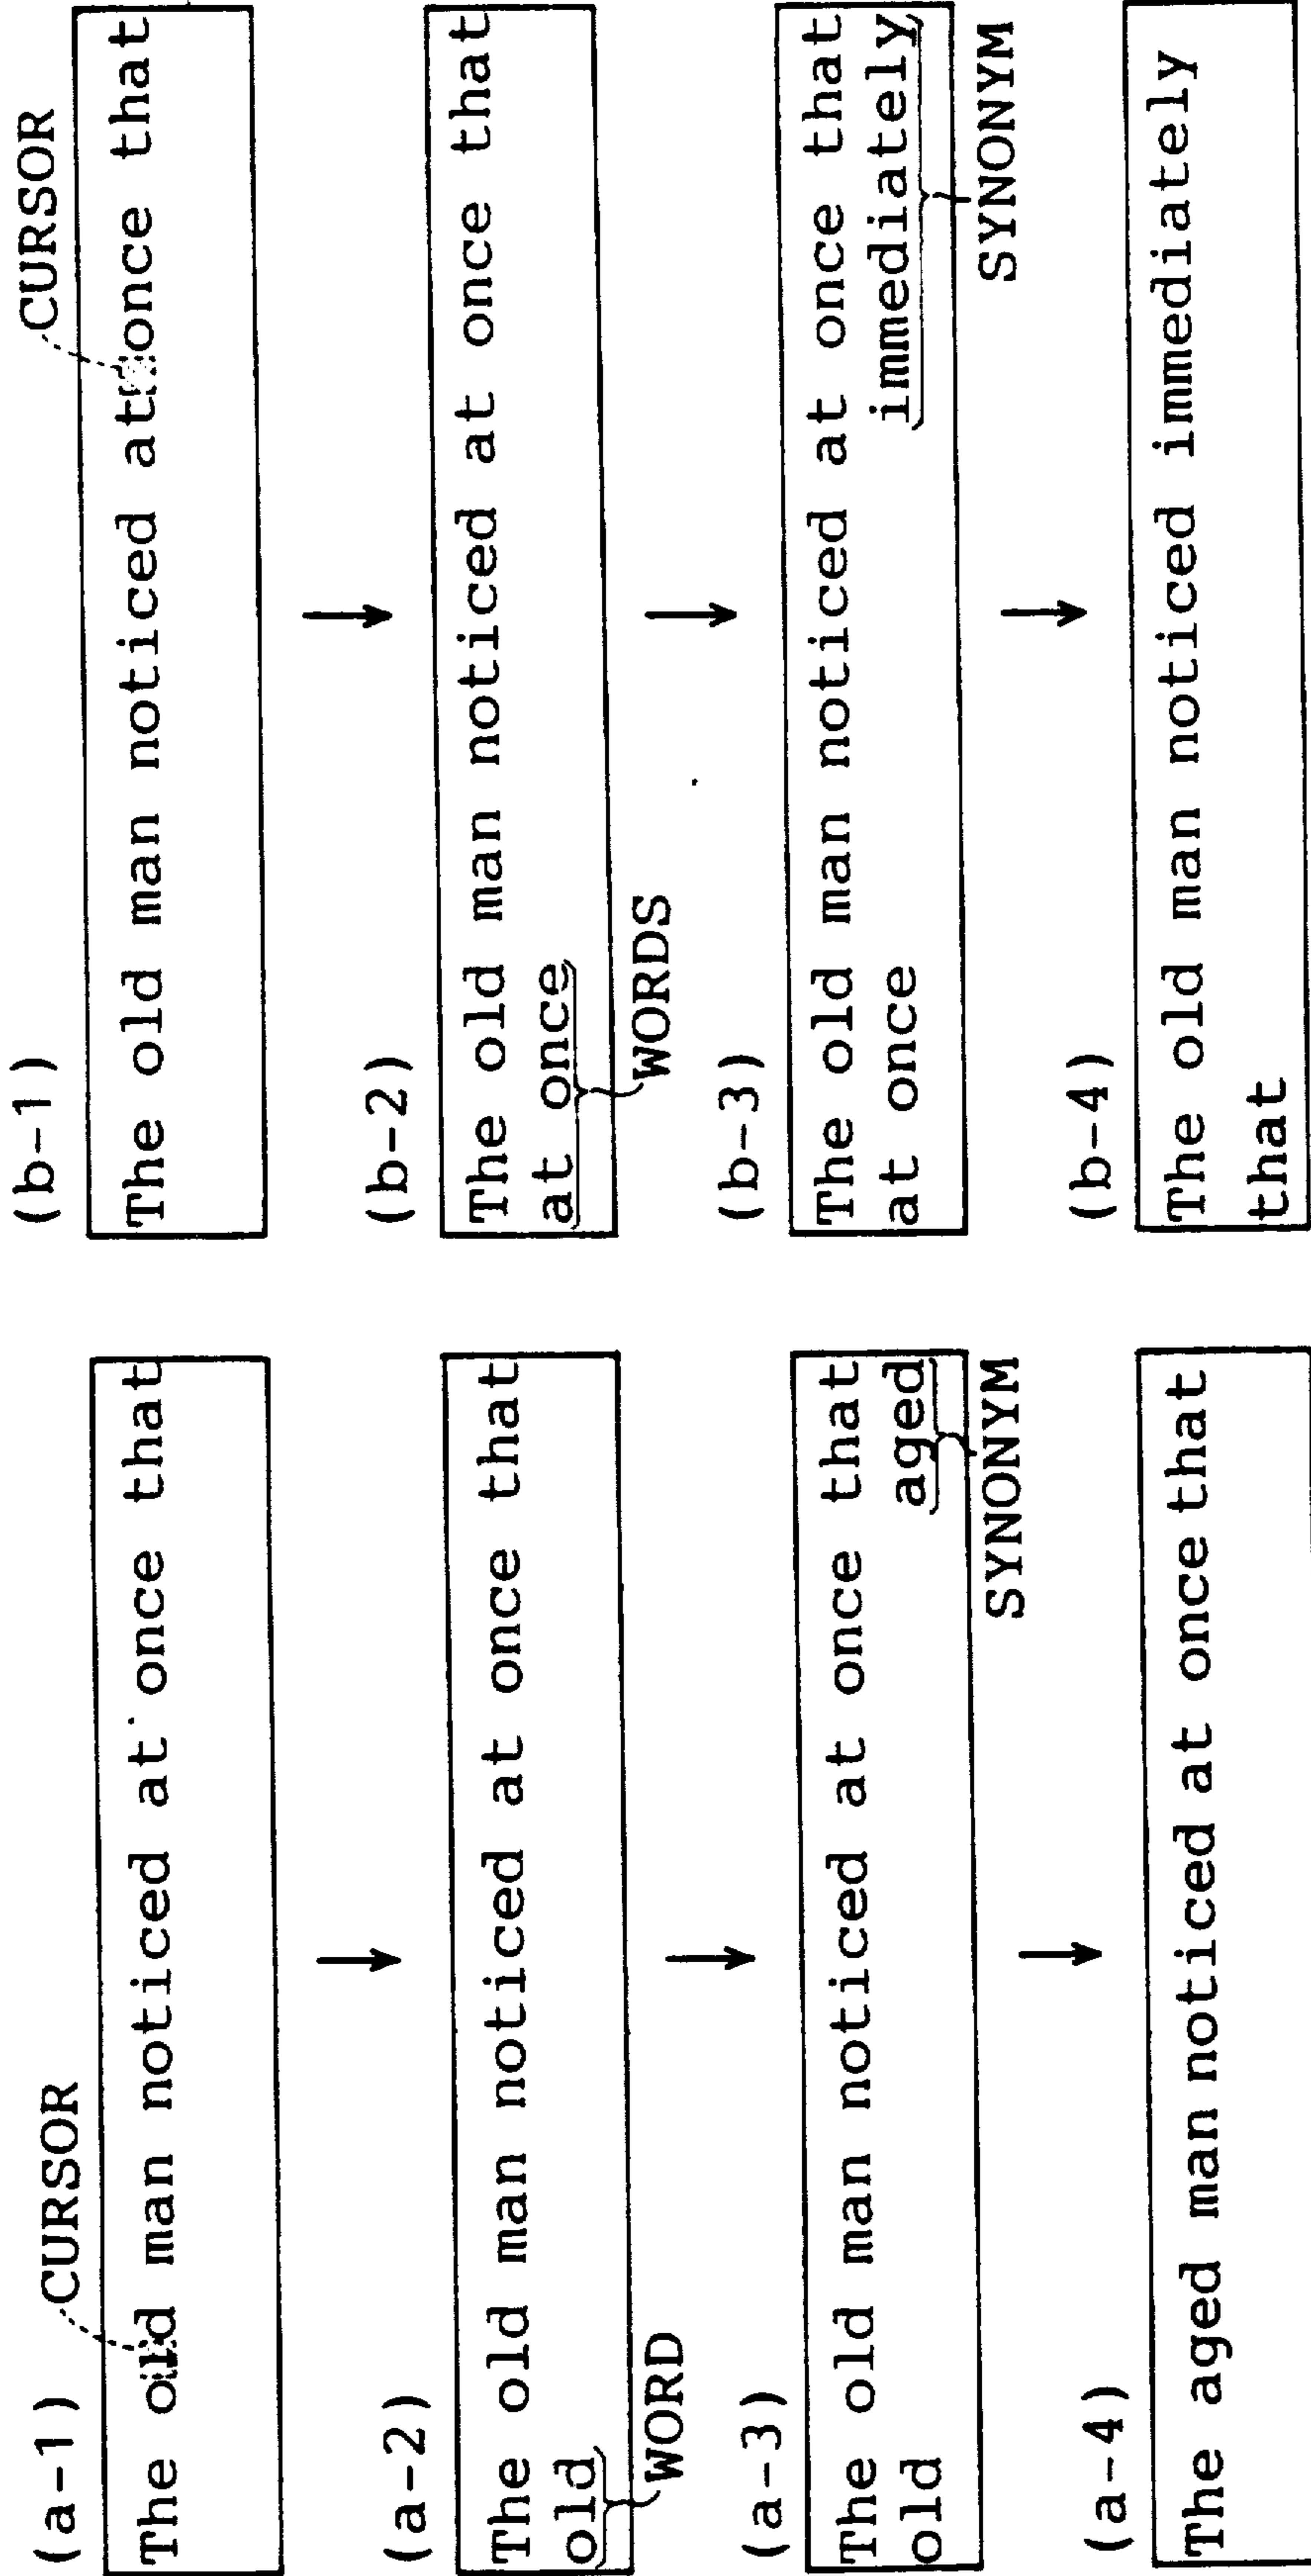 (a-1)
CURSOR
The old man noticed at once that
(a-2)
The old man noticed at once that
old
WORD
(a-3)
The old man noticed at once that
old aged
SYNONYM
(a-4)
The aged man noticed at once that
(b-1)
CURSOR
The old man noticed at once that
(b-2)
The old man noticed at once that
at once
WORDS
(b-3)
The old man noticed at once that
at once immediately
SYNONYM
(b-4)
The old man noticed immediately
that